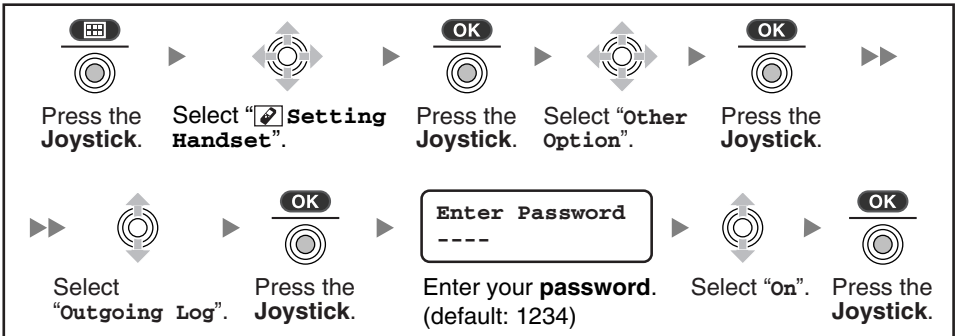 OK OK
Press the Joystick.
Select “Setting Handset”.
Press the Joystick.
Select “Other Option”.
Press the Joystick.
OK OK
Enter Password
----
Select “Outgoing Log”.
Press the Joystick.
Enter your password.
(default: 1234)
Select “On”.
Press the Joystick.